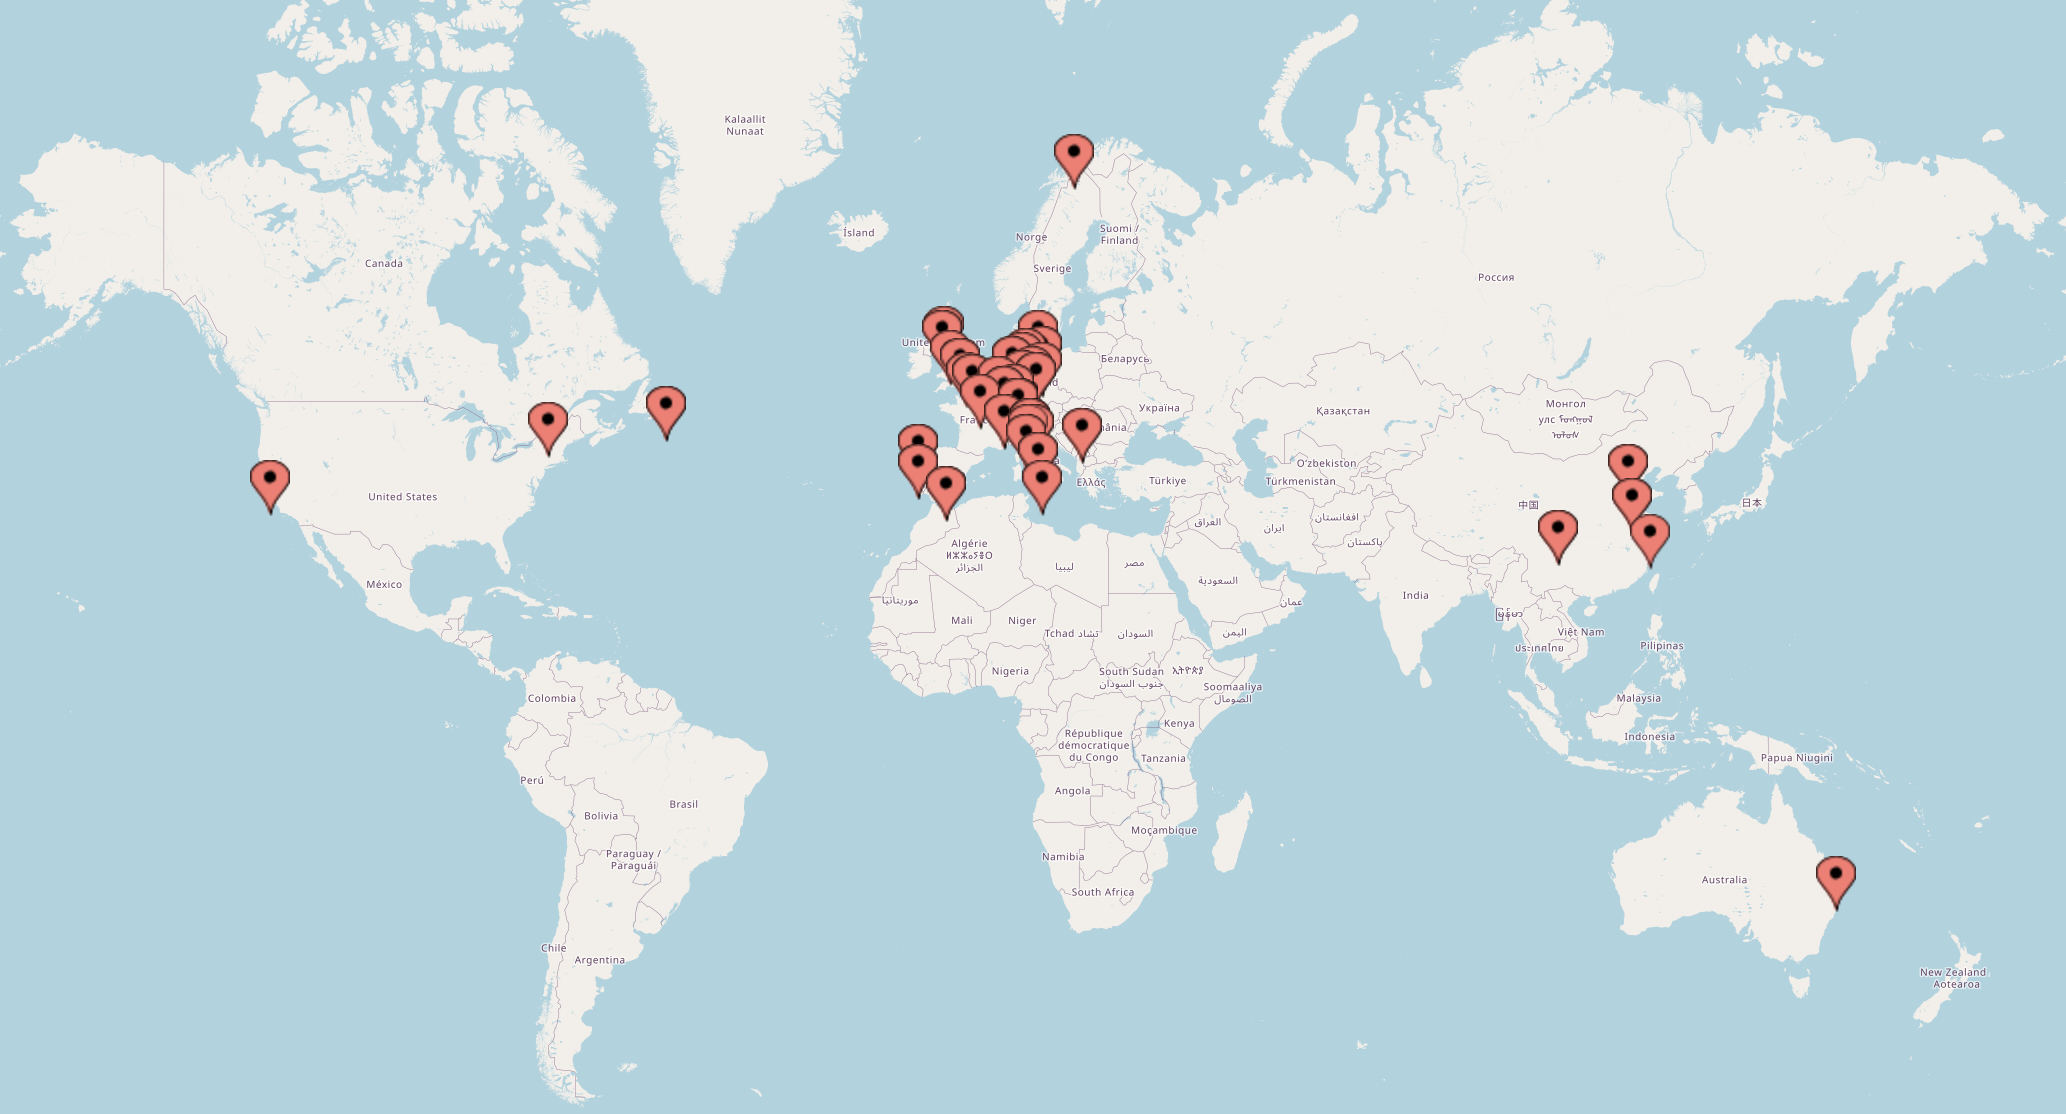 Kalaallit
Nunaat
Ísland
Norge
Suomi /
Finland
Sverige
Canada
Россия
Беларусь
Україна
Қазақстан
Монгол
улс
United States
Türkiye
Ελλάς
O‘zbekiston
Türkmenistan
افغانستان
ایران
العراق
پاکستان
中国
日本
México
Algérie
ⵍⵣⵣⴰⵢⴻⵔ
الجزائر
ليبيا
مصر
السعودية
عمان
اليمن
موريتانيا
Mali
Niger
Tchad تشاد
السودان
India
Việt Nam
ประเทศไทย
Pilipinas
Nigeria
South Sudan
جنوب السودان
Soomaaliya
الصومال
Colombia
Malaysia
Indonesia
Kenya
République
démocratique
du Congo
Tanzania
Papua Niugini
Perú
Angola
Brasil
Bolivia
Moçambique
Paraguay /
Paraguái
Namibia
South Africa
Australia
Chile
Argentina
New Zealand
Aotearoa